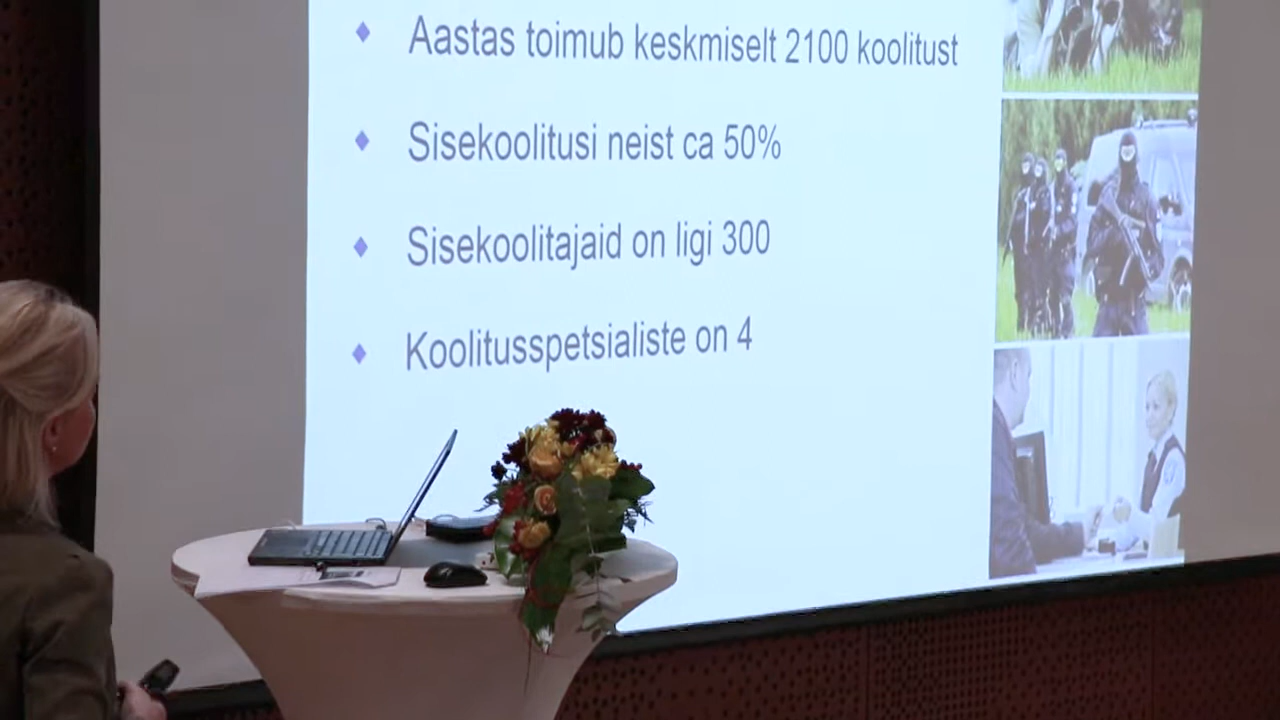 Aastas toimub keskmiselt 2100 koolitust
Sisekoolitusi neist ca 50%
Sisekoolitajaid on ligi 300
Koolitusspetsialiste on 4